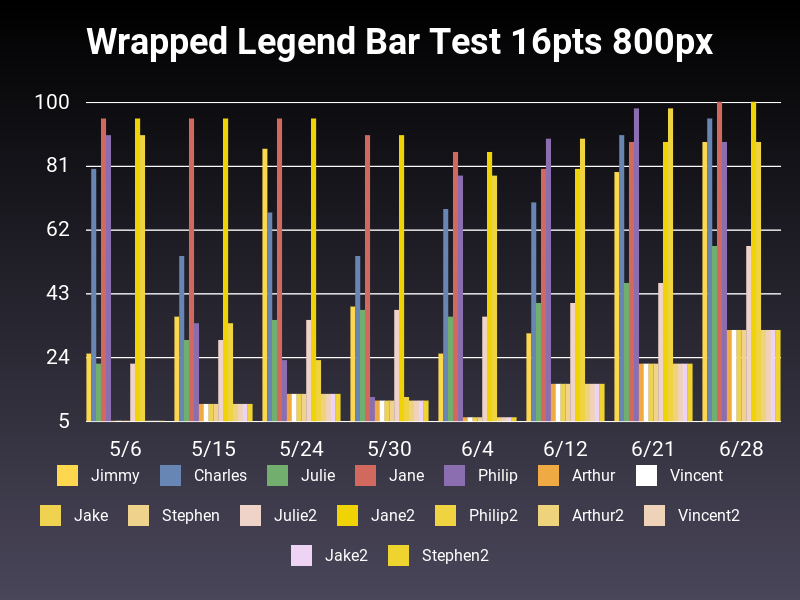 Wrapped Legend Bar Test 16pts 800px
100
81
62
43
24
5
5/6 5/15 5/24 5/30 6/4 6/12 6/21 6/28
Jimmy Charles Julie Jane Philip Arthur Vincent
Jake Stephen Julie2 Jane2 Philip2 Arthur2 Vincent2
Jake2 Stephen2